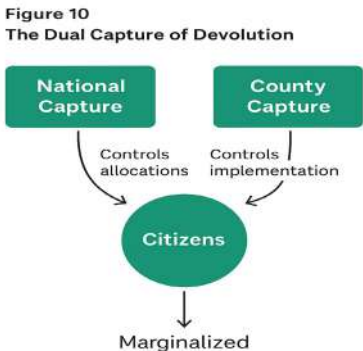 Figure 10
The Dual Capture of Devolution
National
Capture
County
Capture
Controls
allocations
Controls
implementation
Citizens
Marginalized